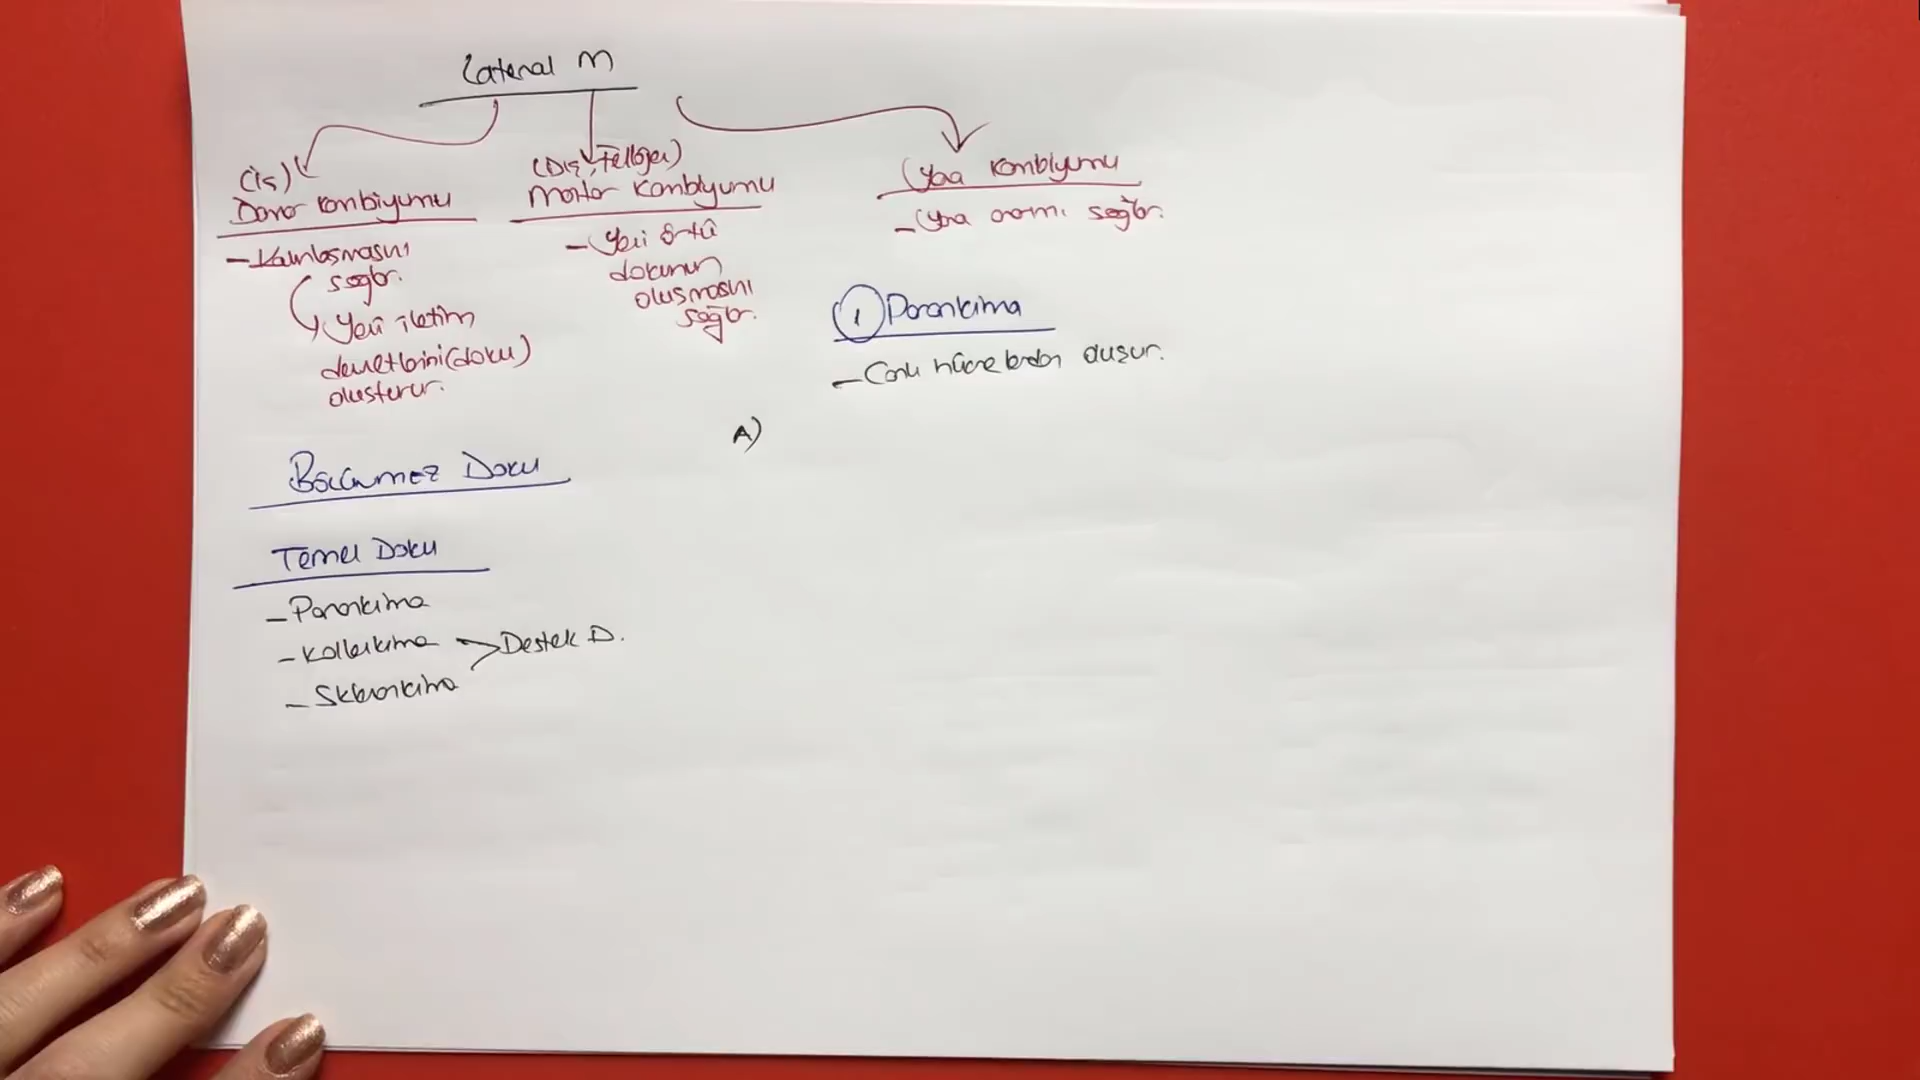 Lateral M
(İç)
Damar Kambiyumu
- Kalınlaşmasını
sağlar.
Yeni iletim
demetlerini (doku)
oluşturur.
(Dış, Fellojen)
Mantar Kambiyumu
- Yeni örtü
dokunun
oluşmasını
sağlar.
Yara Kambiyumu
- Yara onarımı sağlar.
Bölünmez Doku
Temel Doku
- Parankima
- Kollenkima > Destek D.
- Sklerankima
1 Parankima
- Canlı hücrelerden oluşur.
A)